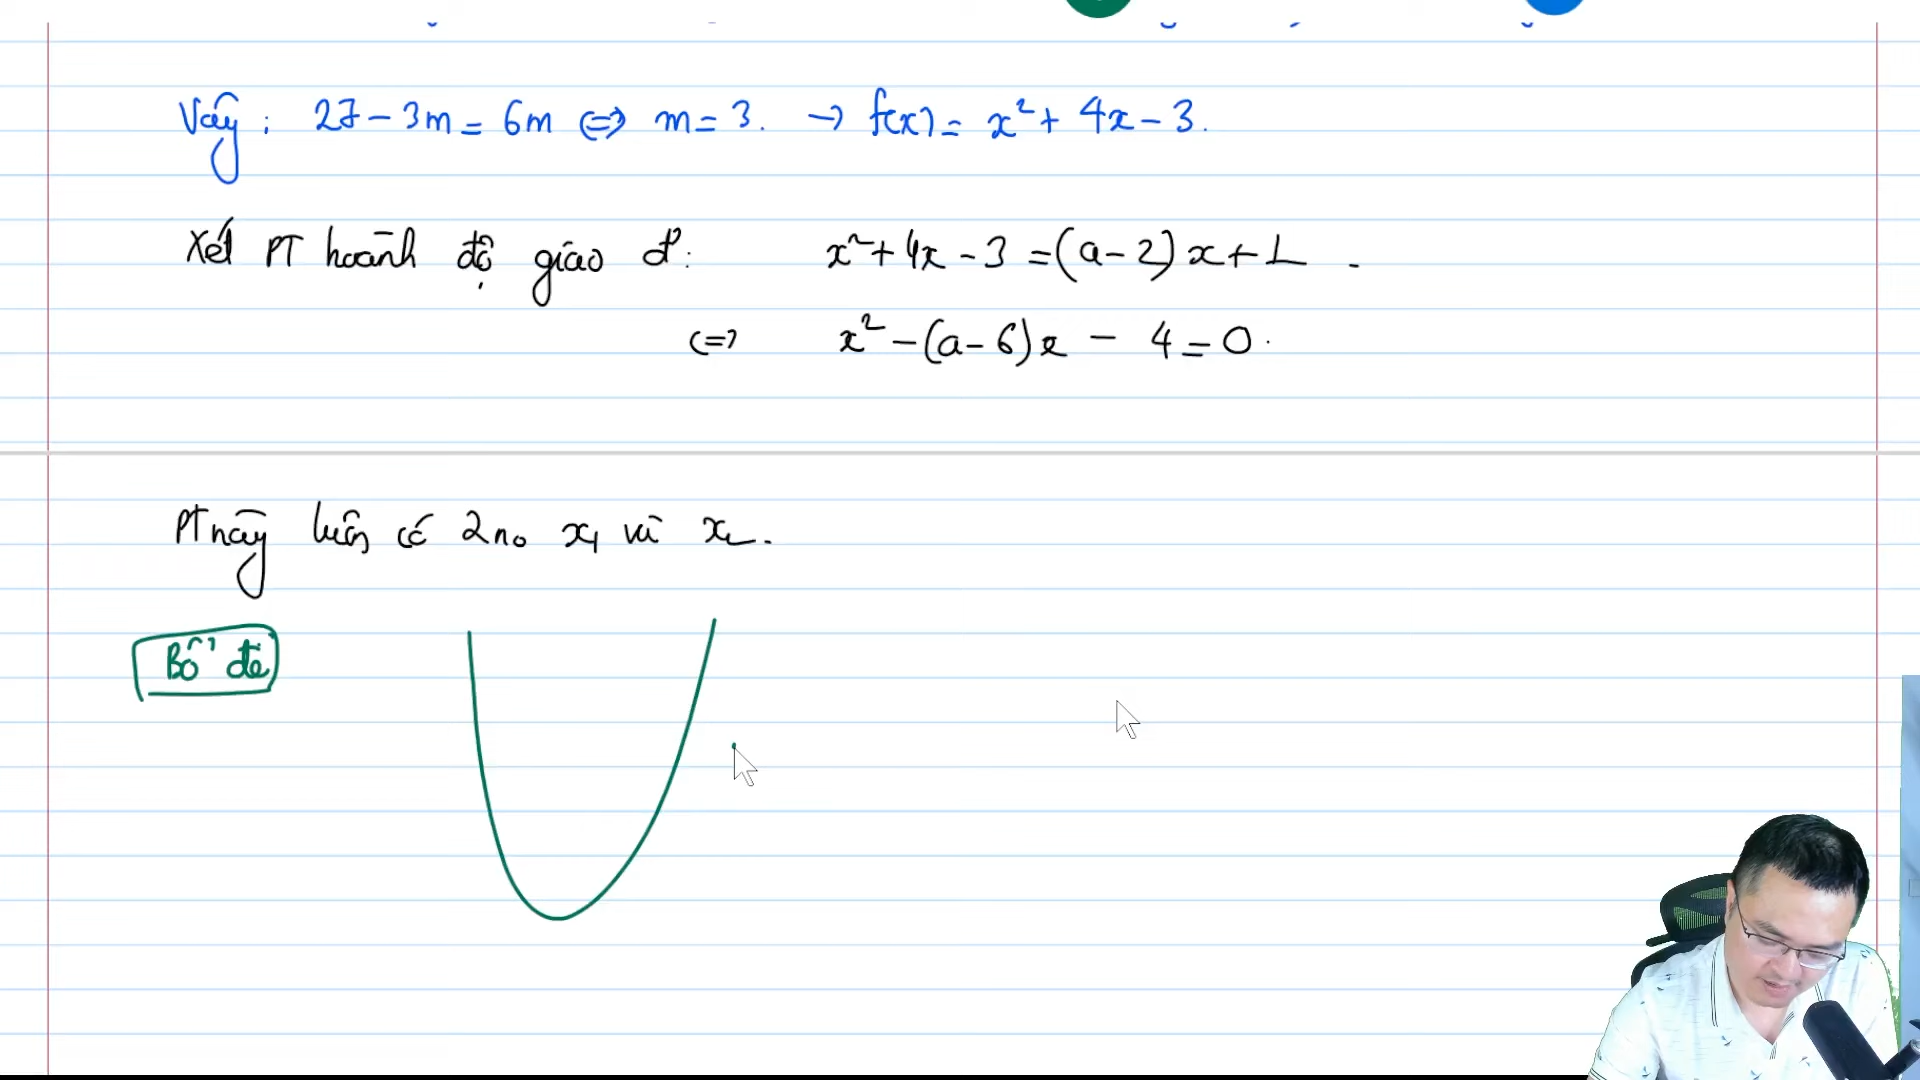 Vậy : 27 - 3m = 6m <=> m = 3. → f(x) = x² + 4x - 3.
Xét PT hoành độ giao đ': x² + 4x - 3 = (a - 2)x + 1.
<=> x² - (a - 6)x - 4 = 0.
PT này luôn có 2 n₀ x₁ và x₂.
Bổ đề